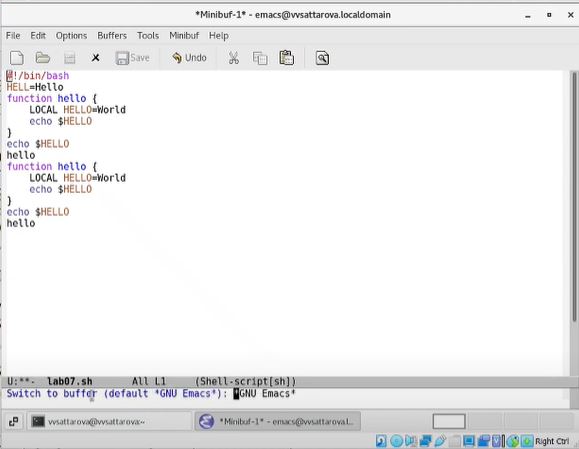 *Minibuf-1* - emacs@vvsattarova.localdomain
File Edit Options Buffers Tools Minibuf Help
Save Undo
#!/bin/bash
HELL=Hello
function hello {
    LOCAL HELLO=World
    echo $HELLO
}
echo $HELLO
hello
function hello {
    LOCAL HELLO=World
    echo $HELLO
}
echo $HELLO
hello
U:**- lab07.sh All L1 (Shell-script[sh])
Switch to buffer (default *GNU Emacs*): *GNU Emacs*
vvsattarova@vvsattarova:~ *Minibuf-1* - emacs@vvsattarova.l...
Right Ctrl